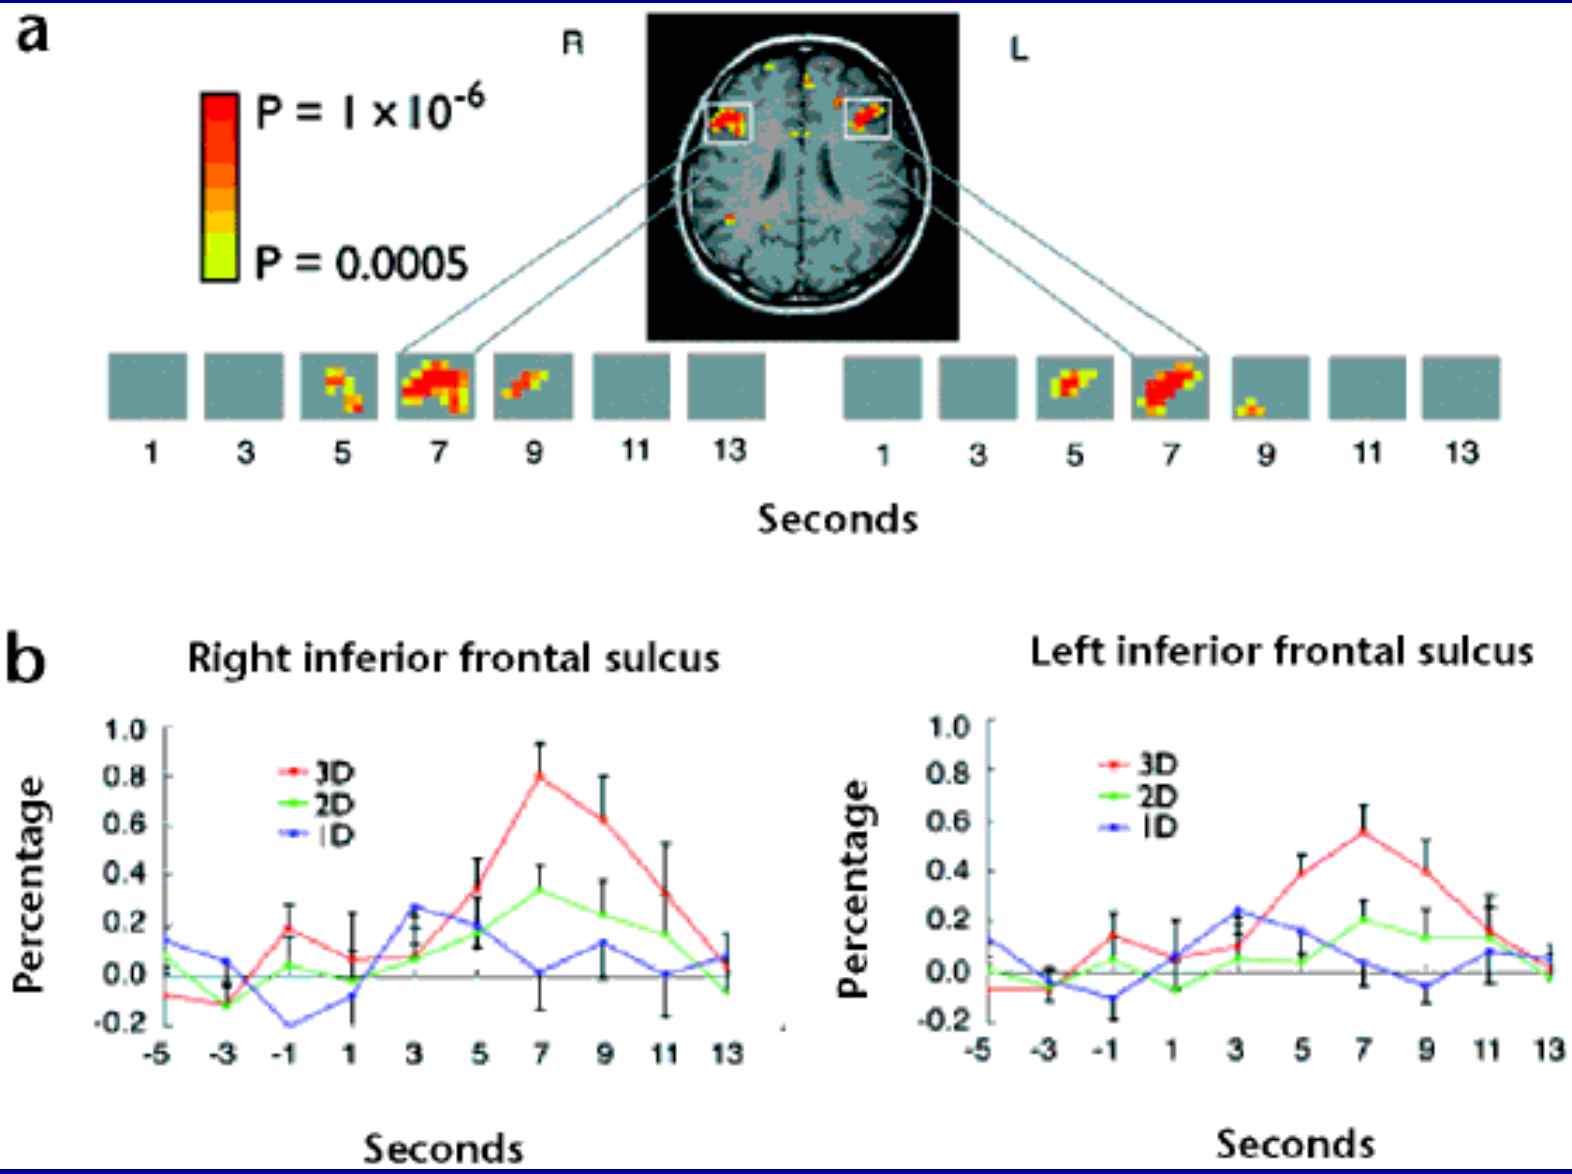 a
R
L
P = 1 x10-6
P = 0.0005
1 3 5 7 9 11 13 1 3 5 7 9 11 13
Seconds
b
Right inferior frontal sulcus
Percentage
1.0
0.8
0.6
0.4
0.2
0.0
-0.2
3D
2D
1D
-5 -3 -1 1 3 5 7 9 11 13
Seconds
Left inferior frontal sulcus
Percentage
1.0
0.8
0.6
0.4
0.2
0.0
-0.2
3D
2D
1D
-5 -3 -1 1 3 5 7 9 11 13
Seconds